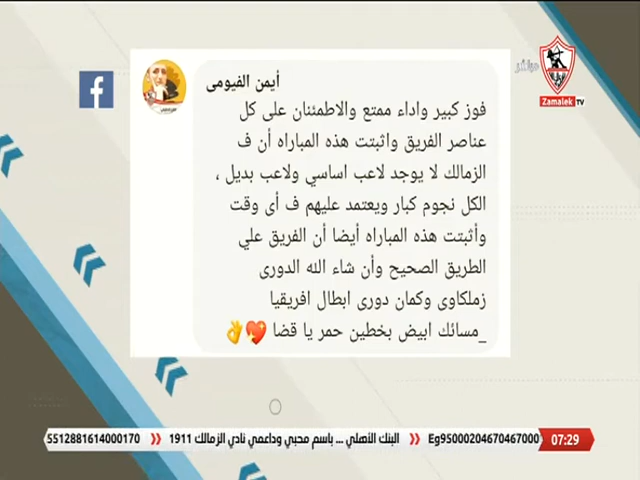 أيمن الفيومى
فوز كبير واداء ممتع والاطمئنان على كل
عناصر الفريق واثبتت هذه المباراه أن ف
الزمالك لا يوجد لاعب اساسي ولاعب بديل ،
الكل نجوم كبار ويعتمد عليهم ف أى وقت
وأثبتت هذه المباراه أيضا أن الفريق علي
الطريق الصحيح وأن شاء الله الدورى
زملكاوى وكمان دورى ابطال افريقيا
_مسائك ابيض بخطين حمر يا قضا 💖👌
مباشر
Zamalek TV
07:29
Eg95000204670467000 « البنك الأهلي ... باسم محبي وداعمي نادي الزمالك 1911 « 5512881614000170